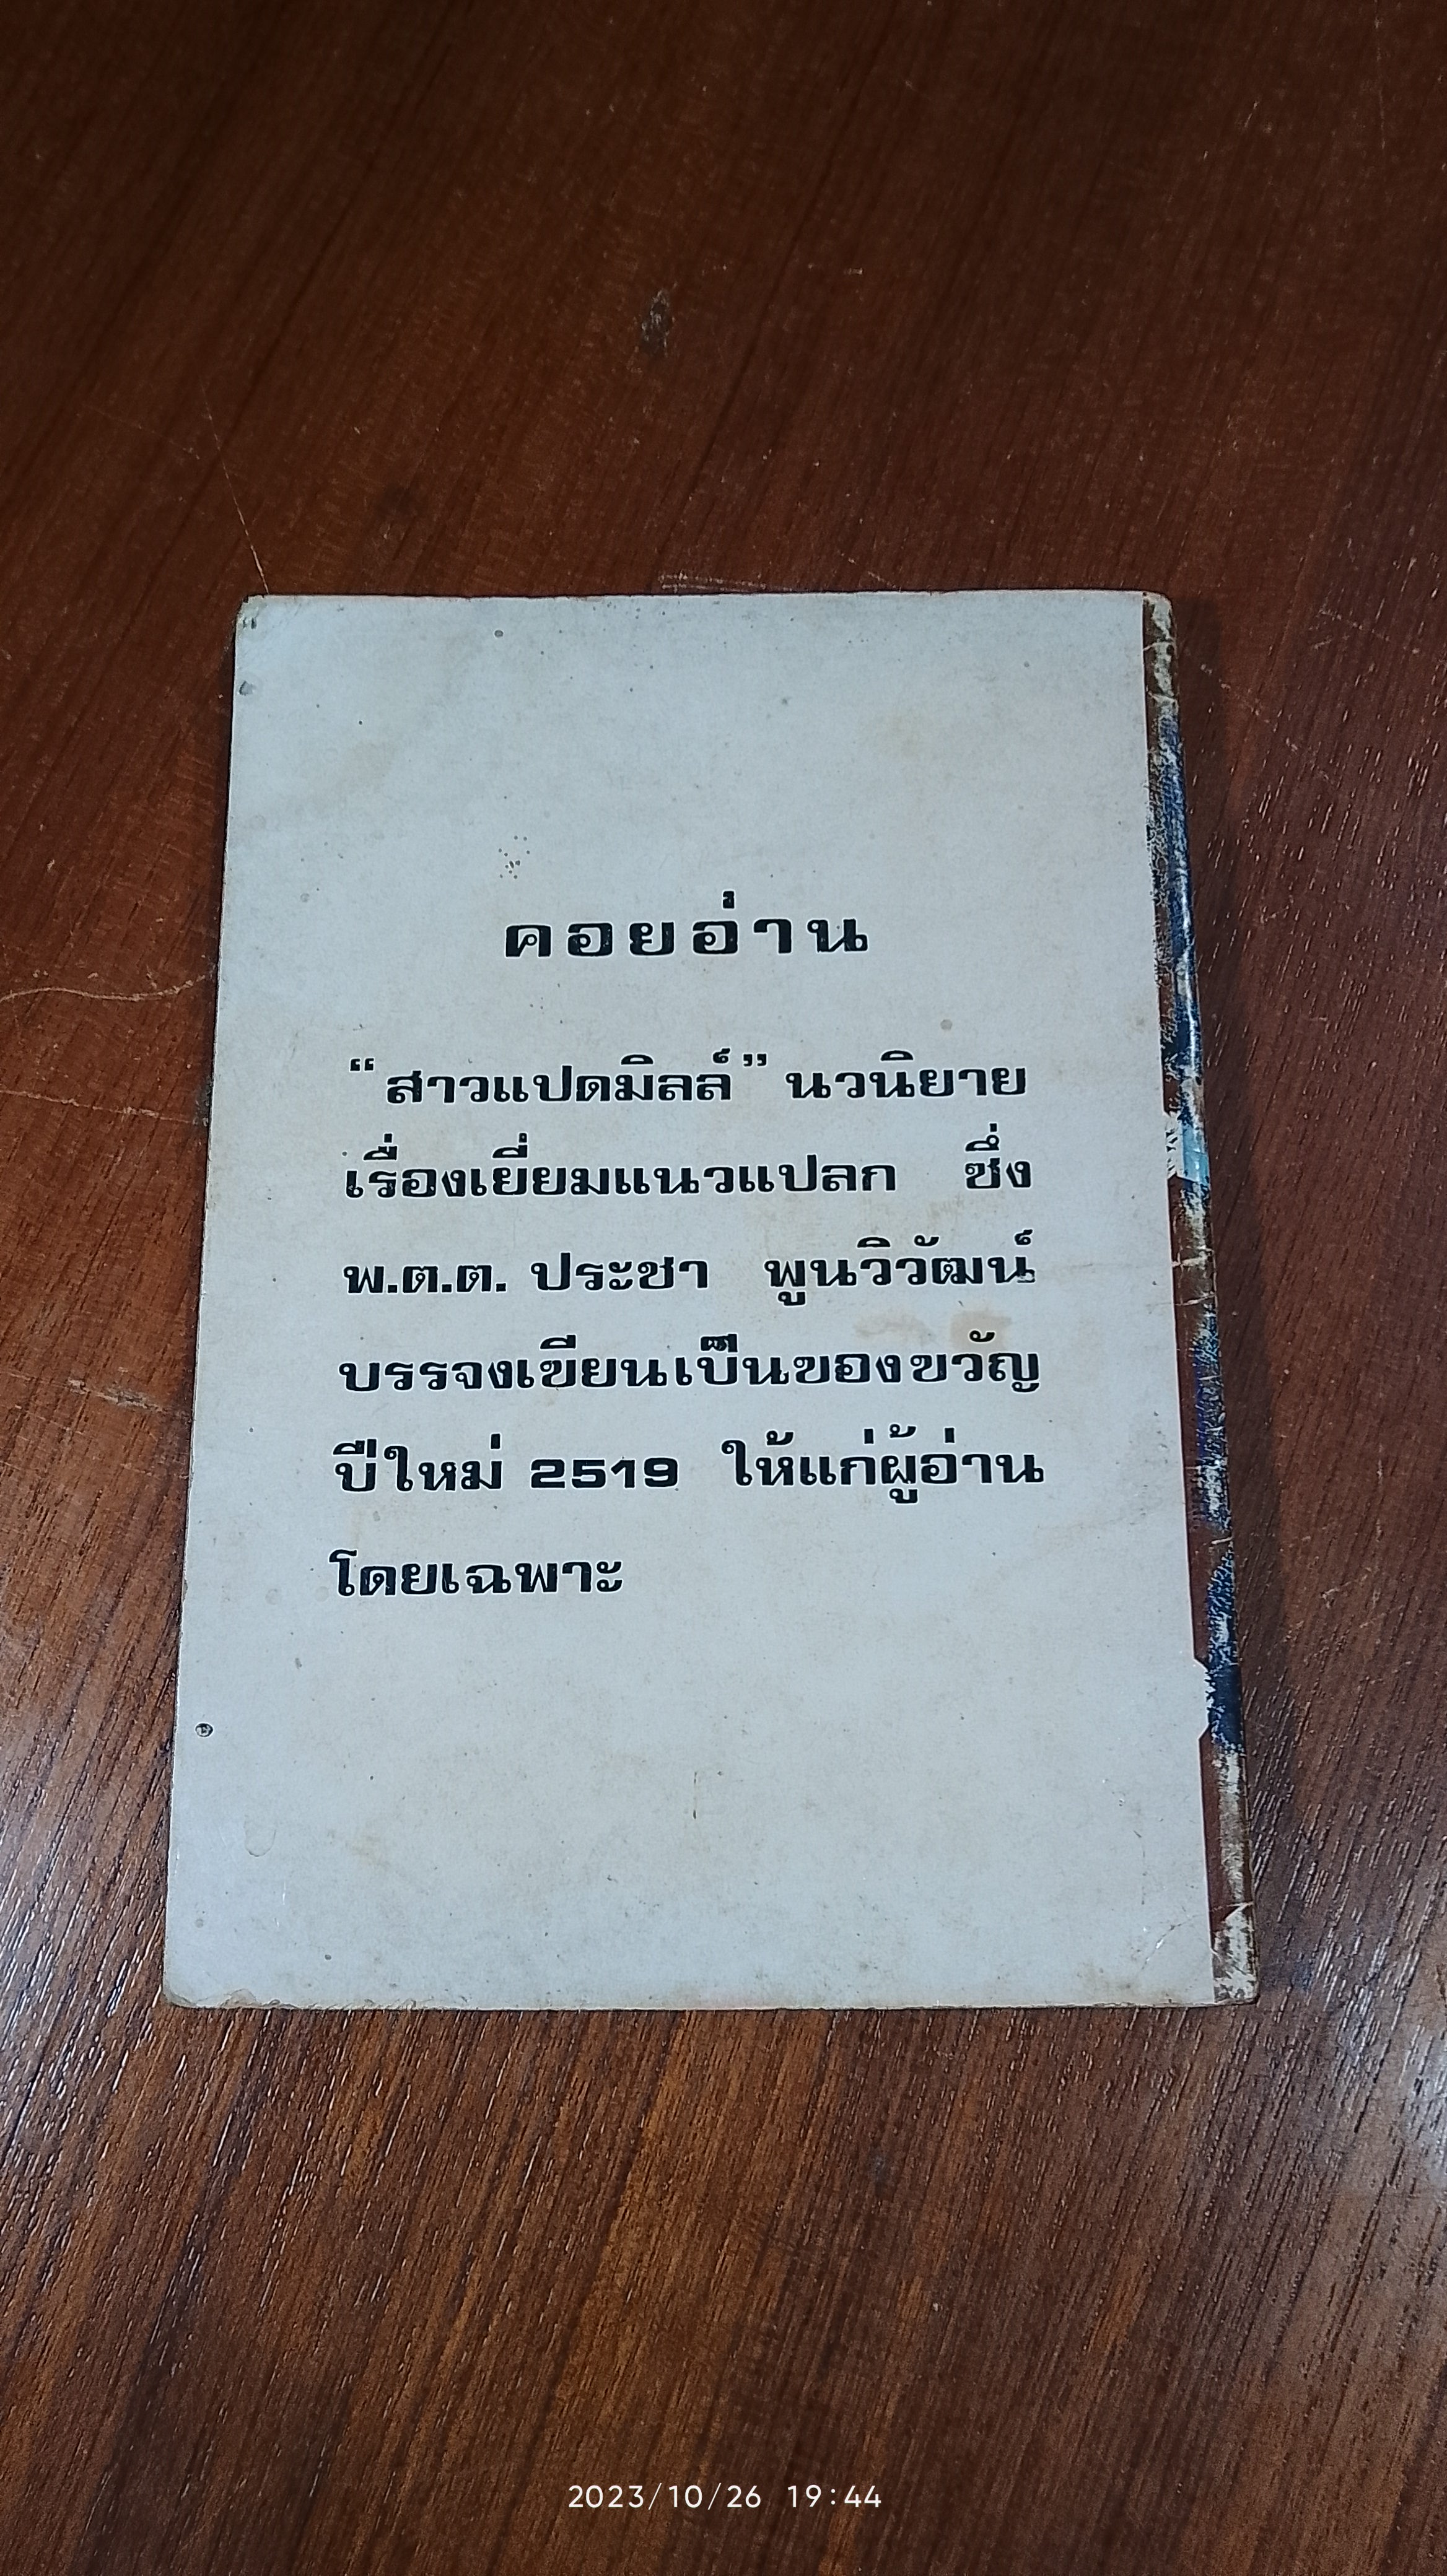 คอยอ่าน
“สาวแปดมิลล์” นวนิยาย
เรื่องเยี่ยมแนวแปลก ซึ่ง
พ.ต.ต. ประชา พูนวิวัฒน์
บรรจงเขียนเป็นของขวัญ
ปีใหม่ 2519 ให้แก่ผู้อ่าน
โดยเฉพาะ
2023/10/26 19:44